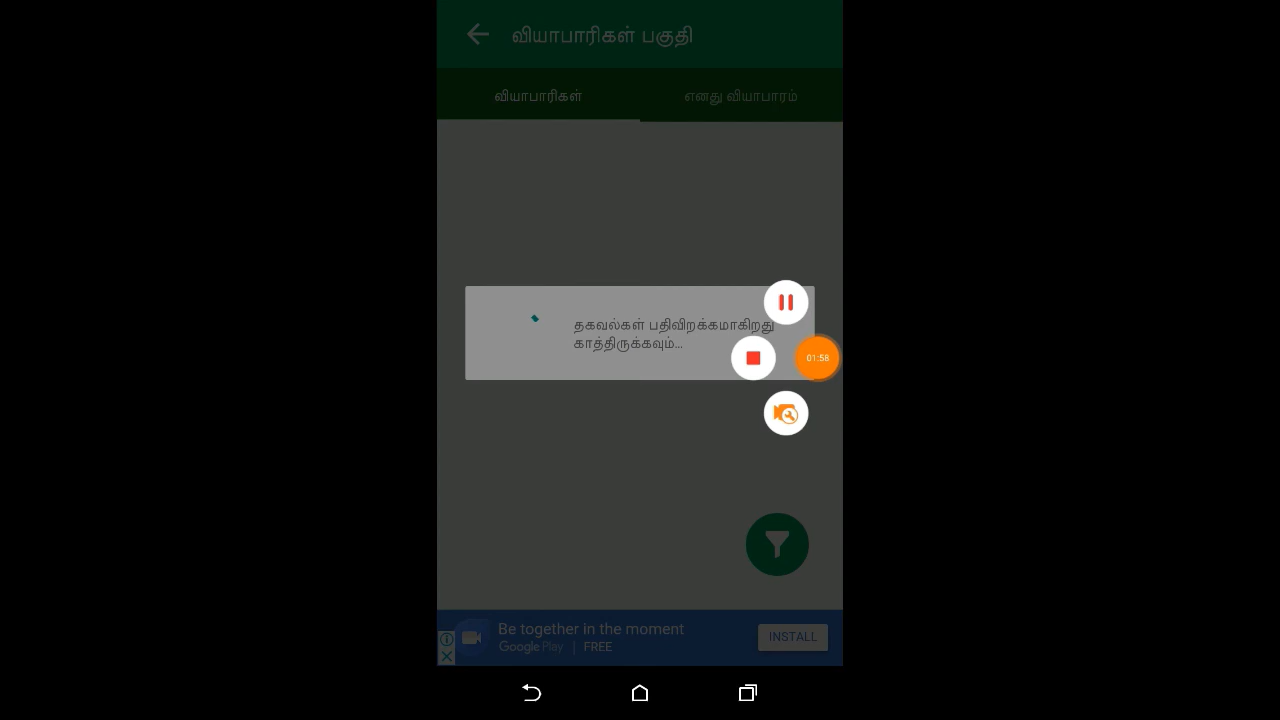 வியாபாரிகள் பகுதி
வியாபாரிகள்
எனது வியாபாரம்
தகவல்கள் பதிவிறக்கமாகிறது
காத்திருக்கவும்...
01:58
Be together in the moment
Google Play | FREE
INSTALL